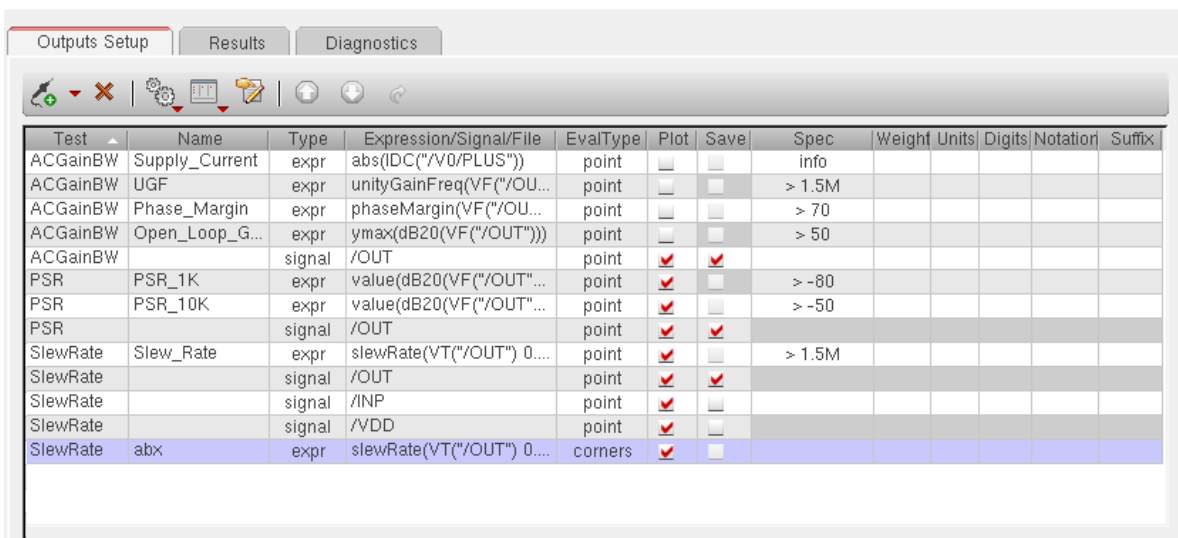 Outputs Setup Results Diagnostics
Test Name Type Expression/Signal/File EvalType Plot Save Spec Weight Units Digits Notation Suffix
ACGainBW Supply_Current expr abs(IDC("/V0/PLUS")) point info
ACGainBW UGF expr unityGainFreq(VF("/OU... point > 1.5M
ACGainBW Phase_Margin expr phaseMargin(VF("/OU... point > 70
ACGainBW Open_Loop_G... expr ymax(dB20(VF("/OUT"))) point > 50
ACGainBW signal /OUT point
PSR PSR_1K expr value(dB20(VF("/OUT"... point > -80
PSR PSR_10K expr value(dB20(VF("/OUT"... point > -50
PSR signal /OUT point
SlewRate Slew_Rate expr slewRate(VT("/OUT") 0.... point > 1.5M
SlewRate signal /OUT point
SlewRate signal /INP point
SlewRate signal /VDD point
SlewRate abx expr slewRate(VT("/OUT") 0.... corners